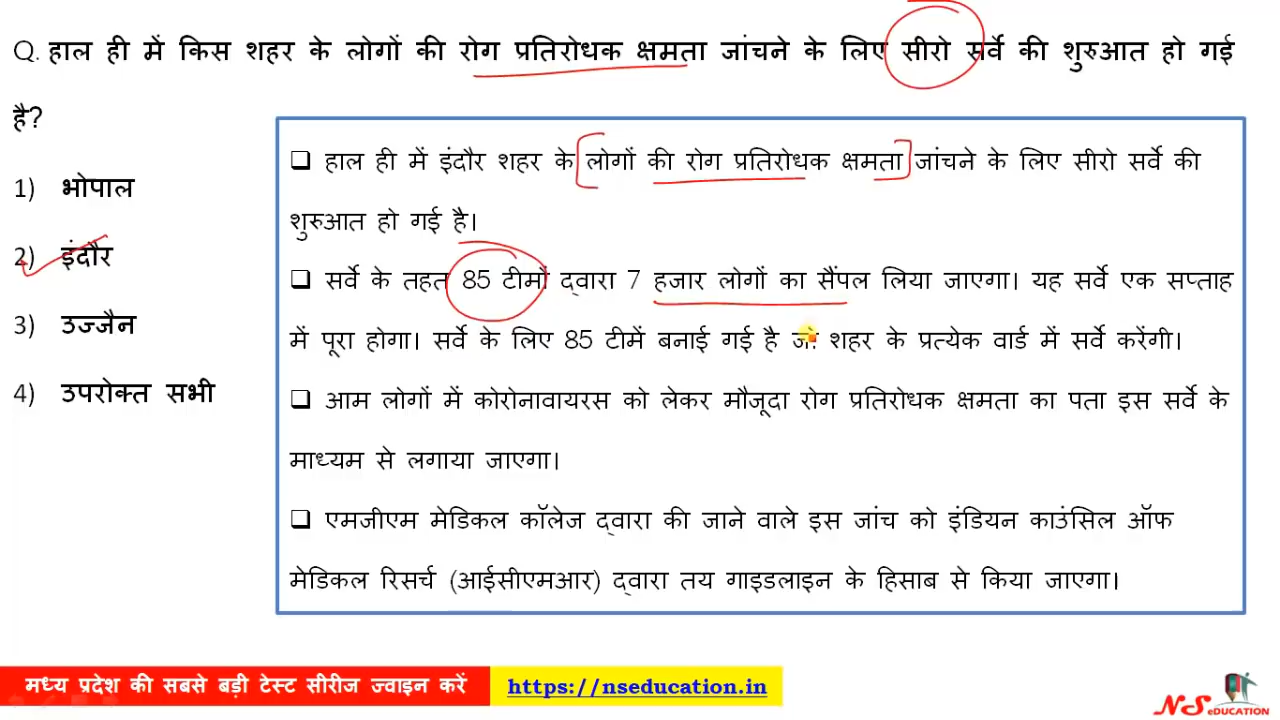 Q. हाल ही में किस शहर के लोगों की रोग प्रतिरोधक क्षमता जांचने के लिए सीरो सर्वे की शुरुआत हो गई
है?
1) भोपाल
2) इंदौर
3) उज्जैन
4) उपरोक्त सभी
❑ हाल ही में इंदौर शहर के लोगों की रोग प्रतिरोधक क्षमता जांचने के लिए सीरो सर्वे की
शुरुआत हो गई है।
❑ सर्वे के तहत 85 टीमों द्वारा 7 हजार लोगों का सैंपल लिया जाएगा। यह सर्वे एक सप्ताह
में पूरा होगा। सर्वे के लिए 85 टीमें बनाई गई है जो शहर के प्रत्येक वार्ड में सर्वे करेंगी।
❑ आम लोगों में कोरोनावायरस को लेकर मौजूदा रोग प्रतिरोधक क्षमता का पता इस सर्वे के
माध्यम से लगाया जाएगा।
❑ एमजीएम मेडिकल कॉलेज द्वारा की जाने वाले इस जांच को इंडियन काउंसिल ऑफ
मेडिकल रिसर्च (आईसीएमआर) द्वारा तय गाइडलाइन के हिसाब से किया जाएगा।
मध्य प्रदेश की सबसे बड़ी टेस्ट सीरीज ज्वाइन करें https://nseducation.in
NS eDUCATION